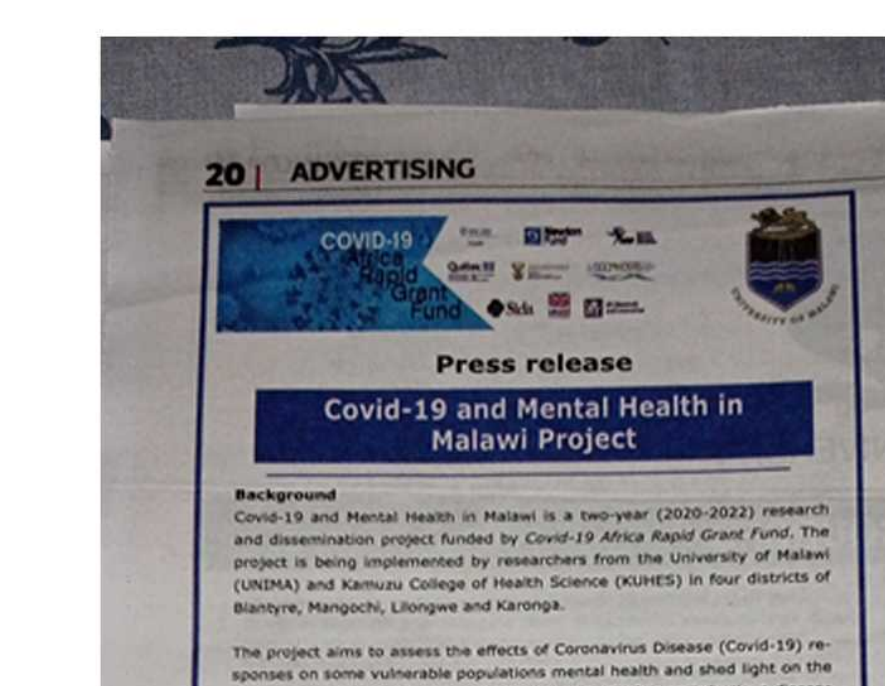 20 | ADVERTISING
COVID-19
Africa
Rapid
Grant
Fund
Newton
Fund
Québec
Sida
UNIVERSITY OF MALAWI
Press release
Covid-19 and Mental Health in
Malawi Project
Background
Covid-19 and Mental Health in Malawi is a two-year (2020-2022) research
and dissemination project funded by Covid-19 Africa Rapid Grant Fund. The
project is being implemented by researchers from the University of Malawi
(UNIMA) and Kamuzu College of Health Science (KUHES) in four districts of
Blantyre, Mangochi, Lilongwe and Karonga.
The project aims to assess the effects of Coronavirus Disease (Covid-19) re-
sponses on some vulnerable populations mental health and shed light on the